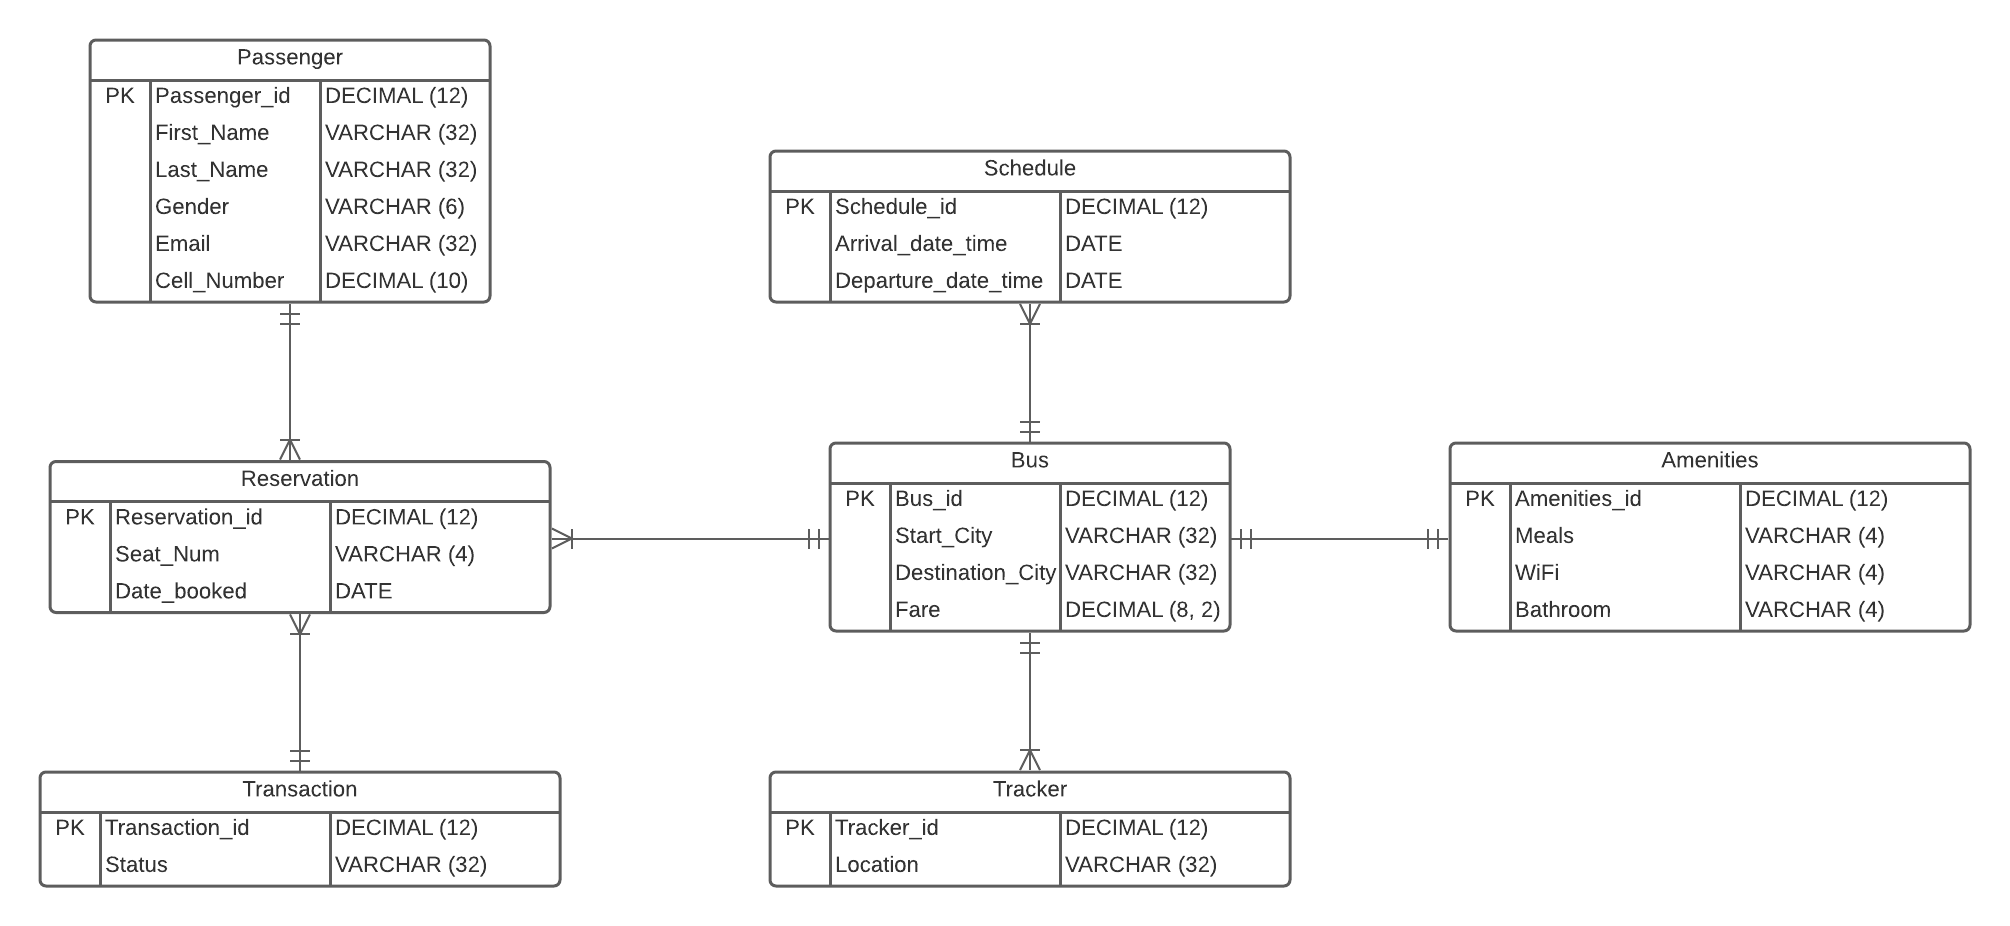 Passenger
PK Passenger_id DECIMAL (12)
First_Name VARCHAR (32)
Last_Name VARCHAR (32)
Gender VARCHAR (6)
Email VARCHAR (32)
Cell_Number DECIMAL (10)
Schedule
PK Schedule_id DECIMAL (12)
Arrival_date_time DATE
Departure_date_time DATE
Reservation
PK Reservation_id DECIMAL (12)
Seat_Num VARCHAR (4)
Date_booked DATE
Bus
PK Bus_id DECIMAL (12)
Start_City VARCHAR (32)
Destination_City VARCHAR (32)
Fare DECIMAL (8, 2)
Amenities
PK Amenities_id DECIMAL (12)
Meals VARCHAR (4)
WiFi VARCHAR (4)
Bathroom VARCHAR (4)
Transaction
PK Transaction_id DECIMAL (12)
Status VARCHAR (32)
Tracker
PK Tracker_id DECIMAL (12)
Location VARCHAR (32)